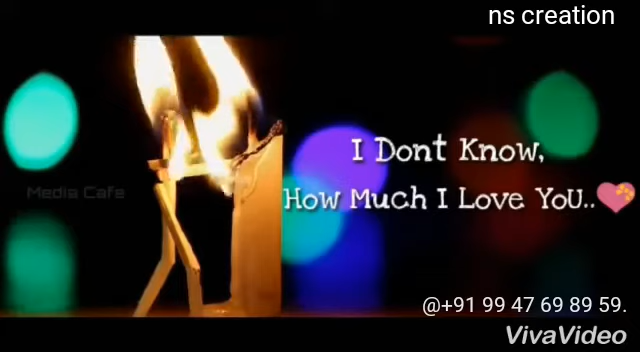 ns creation
I Dont Know,
How Much I Love YoU..💝
Media Cafe
@+91 99 47 69 89 59.
VivaVideo